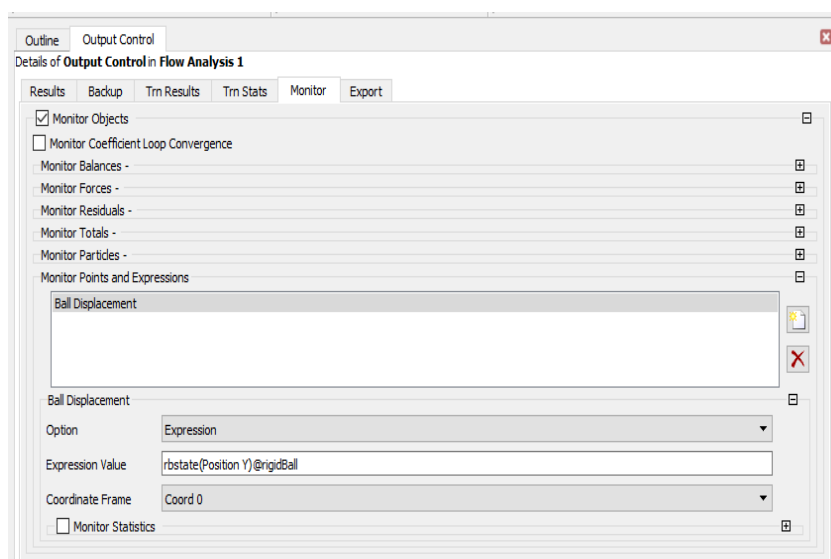 Outline Output Control
Details of Output Control in Flow Analysis 1
Results Backup Trn Results Trn Stats Monitor Export
Monitor Objects
Monitor Coefficient Loop Convergence
Monitor Balances -
Monitor Forces -
Monitor Residuals -
Monitor Totals -
Monitor Particles -
Monitor Points and Expressions
Ball Displacement
Ball Displacement
Option Expression
Expression Value rbstate(Position Y)@rigidBall
Coordinate Frame Coord 0
Monitor Statistics